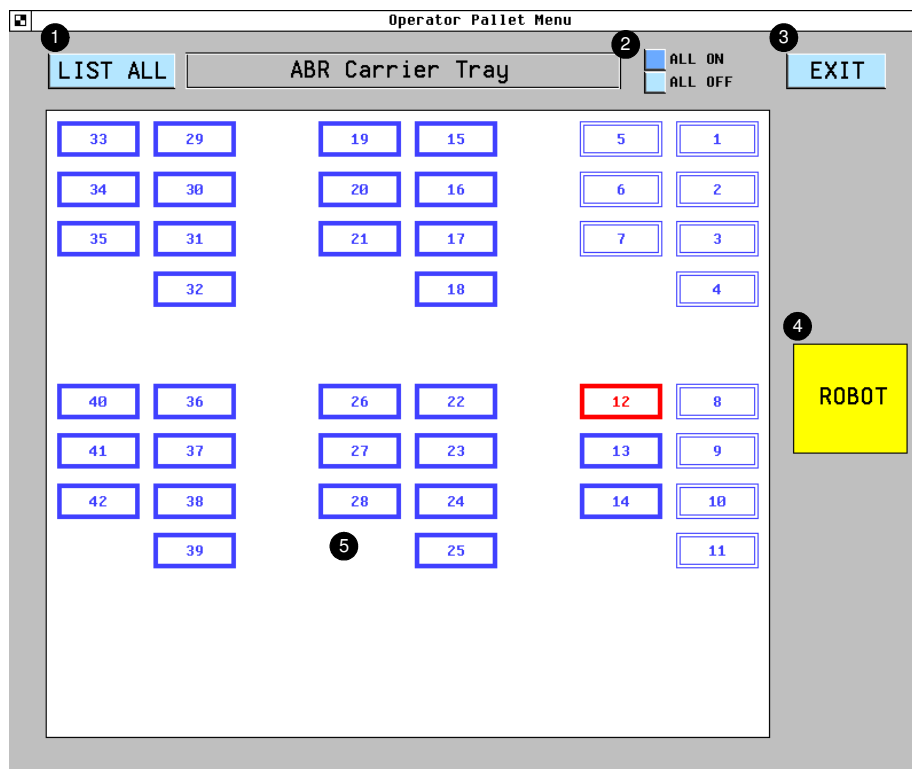 Operator Pallet Menu
1
2
3
LIST ALL
ABR Carrier Tray
ALL ON
ALL OFF
EXIT
33 29 19 15 5 1
34 30 20 16 6 2
35 31 21 17 7 3
32 18 4
4
ROBOT
40 36 26 22 12 8
41 37 27 23 13 9
42 38 28 24 14 10
39 5 25 11